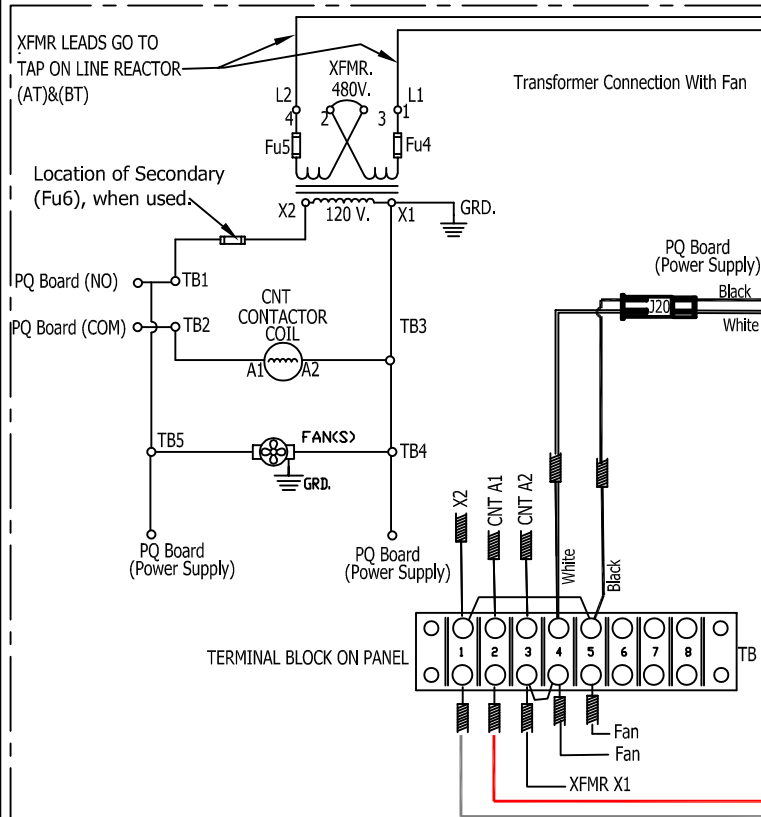 XFMR LEADS GO TO
TAP ON LINE REACTOR
(AT)&(BT)
XFMR.
480V.
Transformer Connection With Fan
L2
L1
4
2
3
1
Fu5
Fu4
Location of Secondary
(Fu6), when used.
X2
120 V.
X1
GRD.
PQ Board (NO)
TB1
PQ Board (COM)
TB2
CNT
CONTACTOR
COIL
TB3
A1
A2
TB5
FAN(S)
TB4
GRD.
PQ Board
(Power Supply)
PQ Board
(Power Supply)
PQ Board
(Power Supply)
Black
J20
White
X2
CNT A1
CNT A2
White
Black
TERMINAL BLOCK ON PANEL
1
2
3
4
5
6
7
8
TB
Fan
Fan
XFMR X1